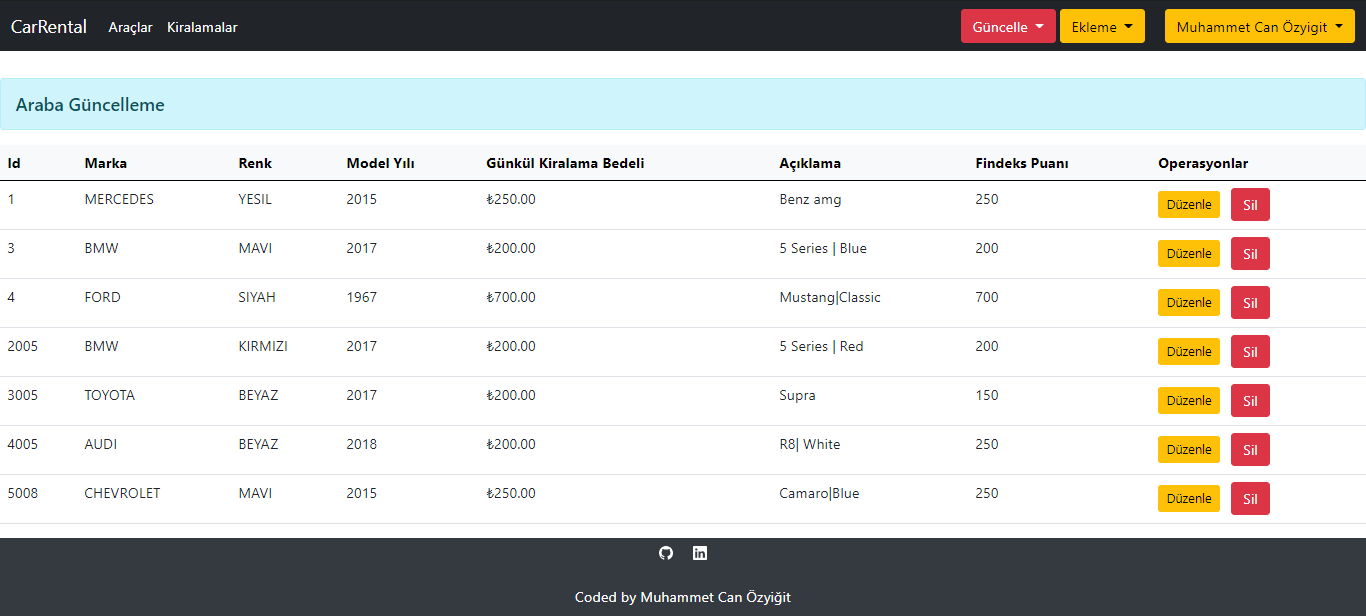 CarRental Araçlar Kiralamalar Güncelle Ekleme Muhammet Can Özyigit
Araba Güncelleme
Id Marka Renk Model Yılı Günkül Kiralama Bedeli Açıklama Findeks Puanı Operasyonlar
1 MERCEDES YESIL 2015 ₺250.00 Benz amg 250 Düzenle Sil
3 BMW MAVI 2017 ₺200.00 5 Series | Blue 200 Düzenle Sil
4 FORD SIYAH 1967 ₺700.00 Mustang|Classic 700 Düzenle Sil
2005 BMW KIRMIZI 2017 ₺200.00 5 Series | Red 200 Düzenle Sil
3005 TOYOTA BEYAZ 2017 ₺200.00 Supra 150 Düzenle Sil
4005 AUDI BEYAZ 2018 ₺200.00 R8| White 250 Düzenle Sil
5008 CHEVROLET MAVI 2015 ₺250.00 Camaro|Blue 250 Düzenle Sil
Coded by Muhammet Can Özyiğit